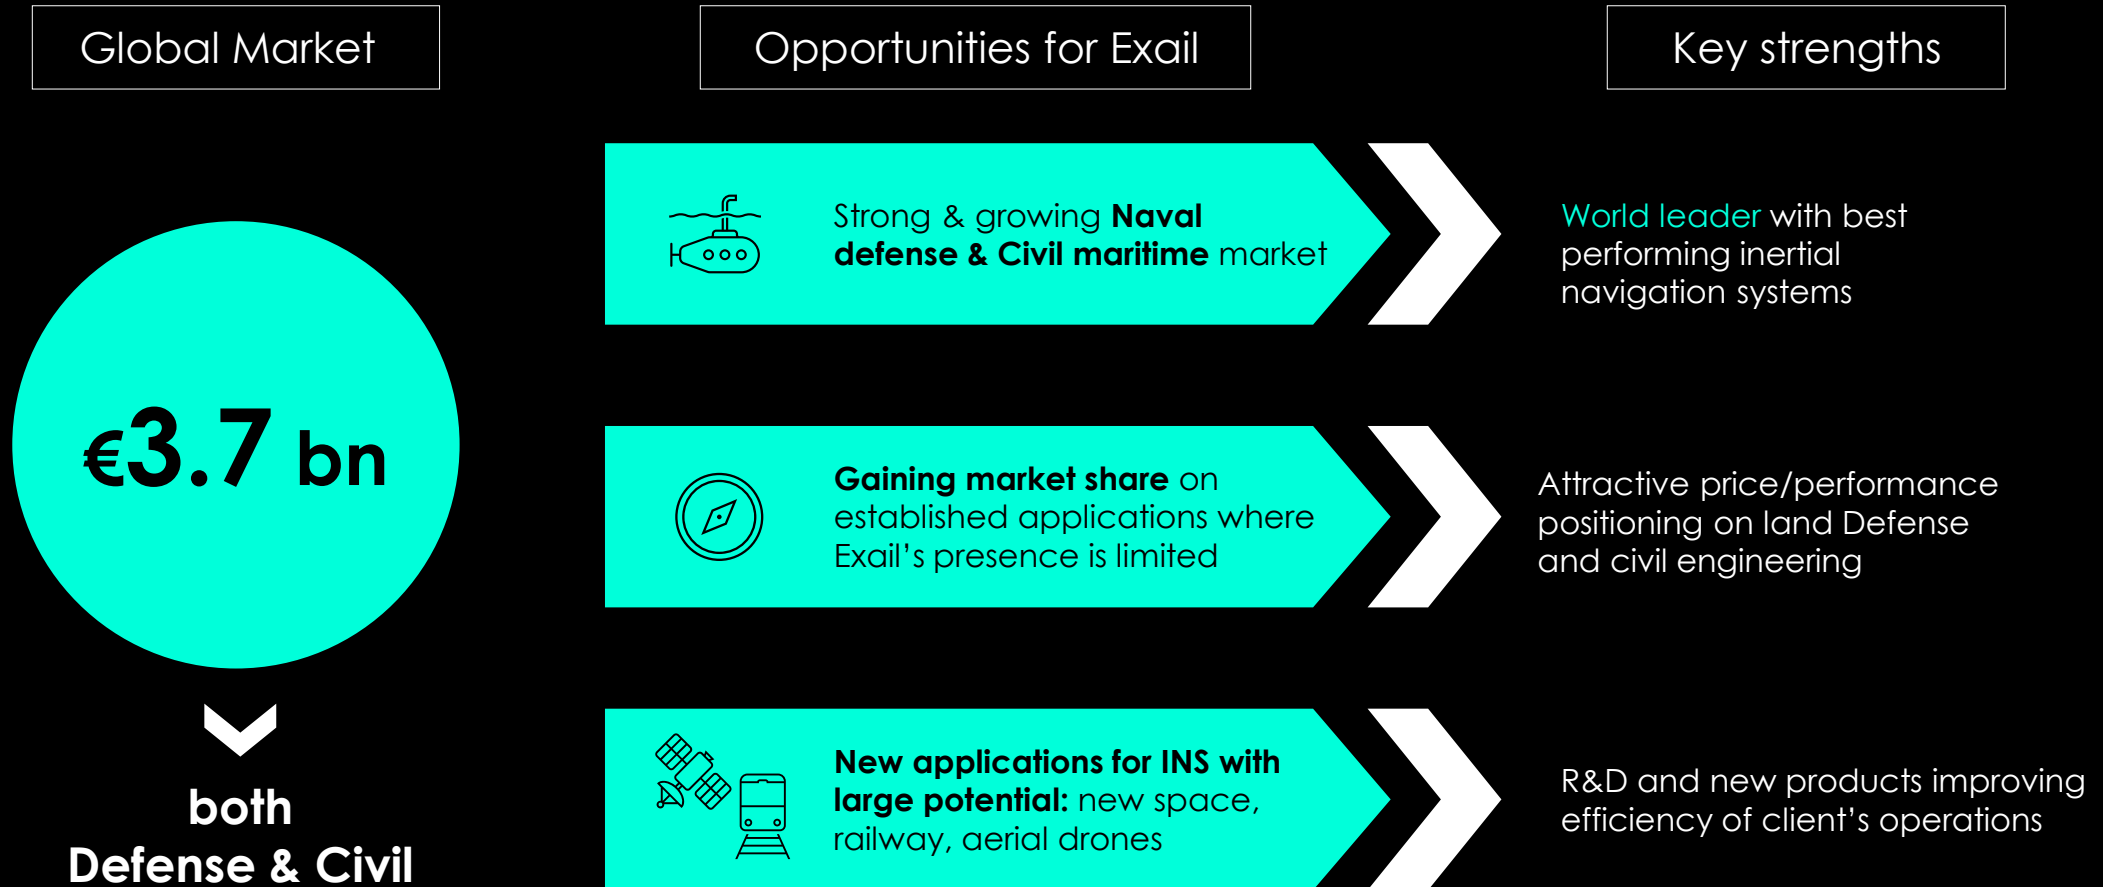 Global Market
€3.7 bn
both
Defense & Civil
Opportunities for Exail
Strong & growing Naval
defense & Civil maritime market
Gaining market share on
established applications where
Exail’s presence is limited
New applications for INS with
large potential: new space,
railway, aerial drones
Key strengths
World leader with best
performing inertial
navigation systems
Attractive price/performance
positioning on land Defense
and civil engineering
R&D and new products improving
efficiency of client’s operations